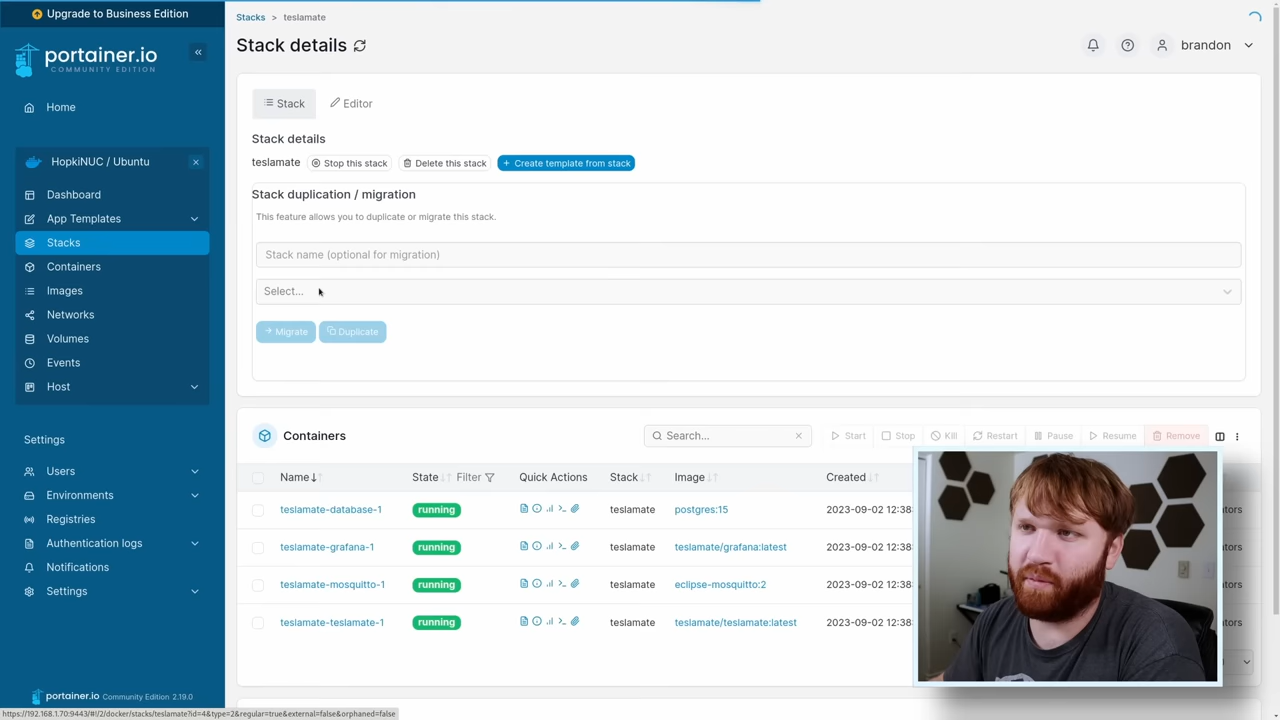 Upgrade to Business Edition
portainer.io
COMMUNITY EDITION
Home
HopkiNUC / Ubuntu
Dashboard
App Templates
Stacks
Containers
Images
Networks
Volumes
Events
Host
Settings
Users
Environments
Registries
Authentication logs
Notifications
Settings
portainer.io Community Edition 2.19.0
https://192.168.1.70:9443/#!/2/docker/stacks/teslamate?id=4&type=2&regular=true&external=false&orphaned=false
Stacks > teslamate
Stack details
brandon
Stack Editor
Stack details
teslamate Stop this stack Delete this stack + Create template from stack
Stack duplication / migration
This feature allows you to duplicate or migrate this stack.
Stack name (optional for migration)
Select...
Migrate Duplicate
Containers Search... Start Stop Kill Restart Pause Resume Remove
Name State Filter Quick Actions Stack Image Created
teslamate-database-1 running teslamate postgres:15 2023-09-02 12:38 ators
teslamate-grafana-1 running teslamate teslamate/grafana:latest 2023-09-02 12:38 ators
teslamate-mosquitto-1 running teslamate eclipse-mosquitto:2 2023-09-02 12:38 ators
teslamate-teslamate-1 running teslamate teslamate/teslamate:latest 2023-09-02 12:38 ators